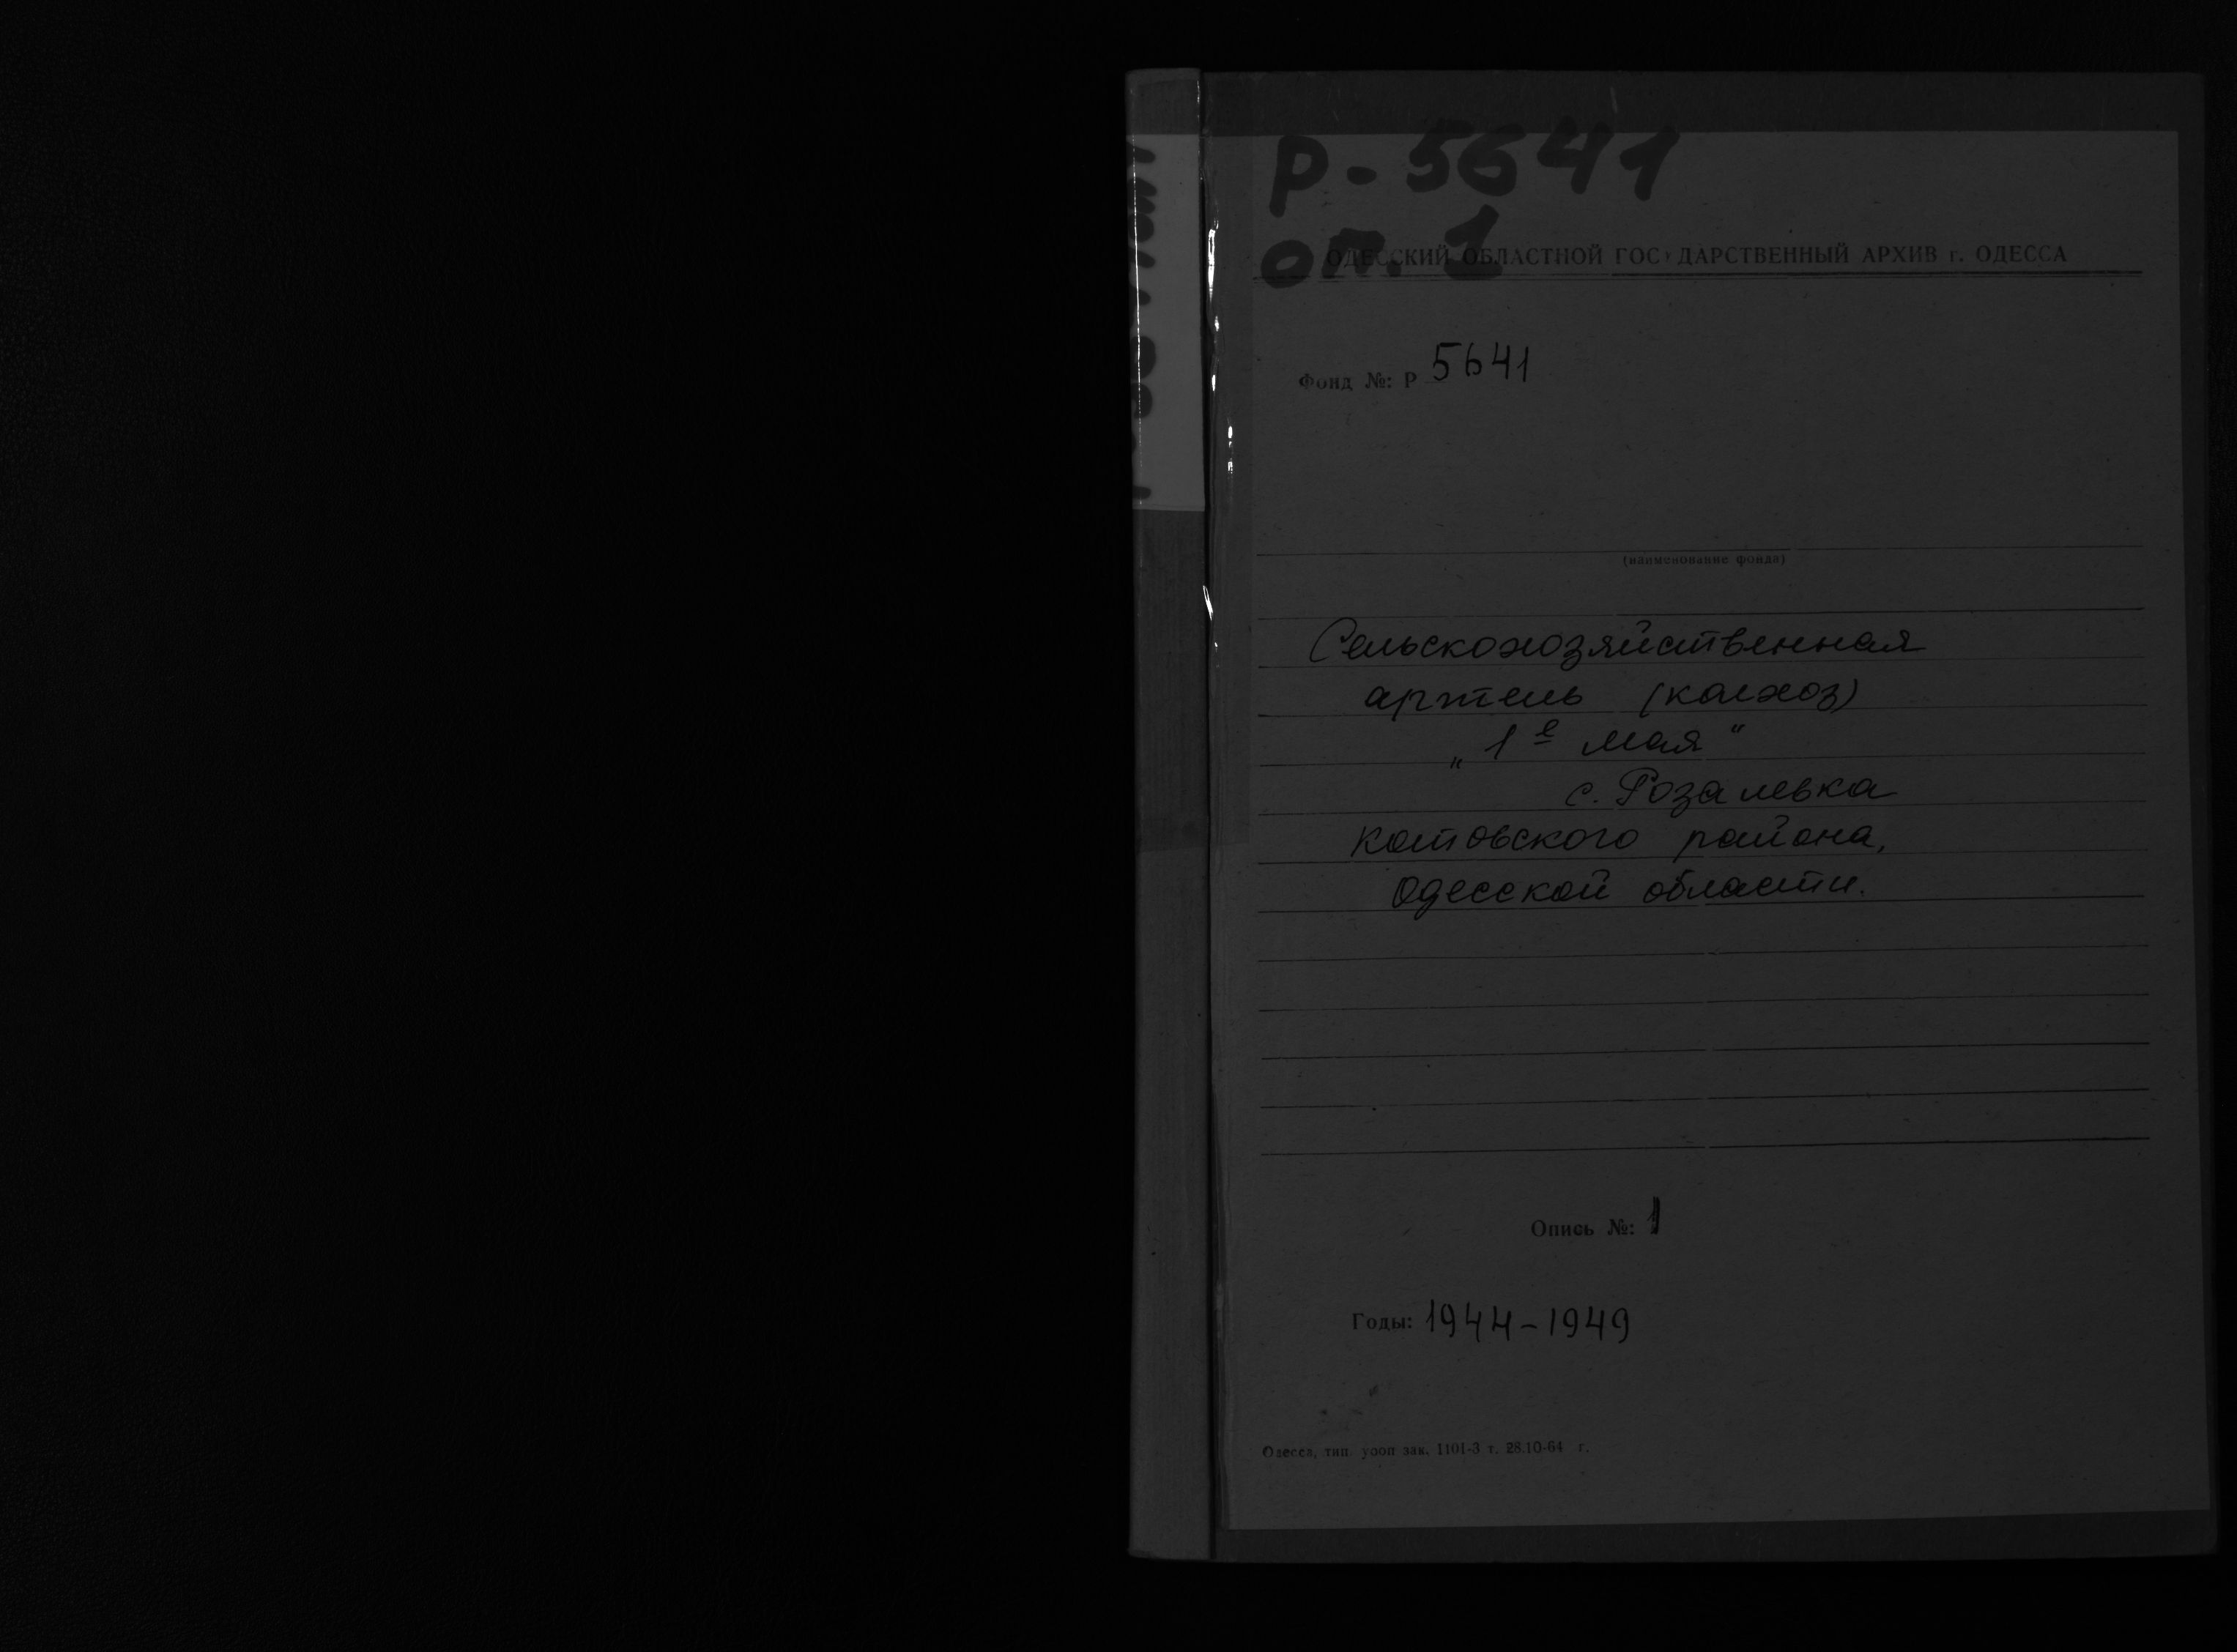 Р-5641
оп. 1
ОДЕССКИЙ ОБЛАСТНОЙ ГОСУДАРСТВЕННЫЙ АРХИВ г. ОДЕССА
Фонд №: Р 5641
(наименование фонда)
Сельскохозяйственная
артель (колхоз)
„1е мая"
с. Розалевка
Котовского района,
Одесской области.
Опись №: 1
Годы: 1944-1949
Одесса, тип. уооп зак. 1101-3 т. 28.10-64 г.